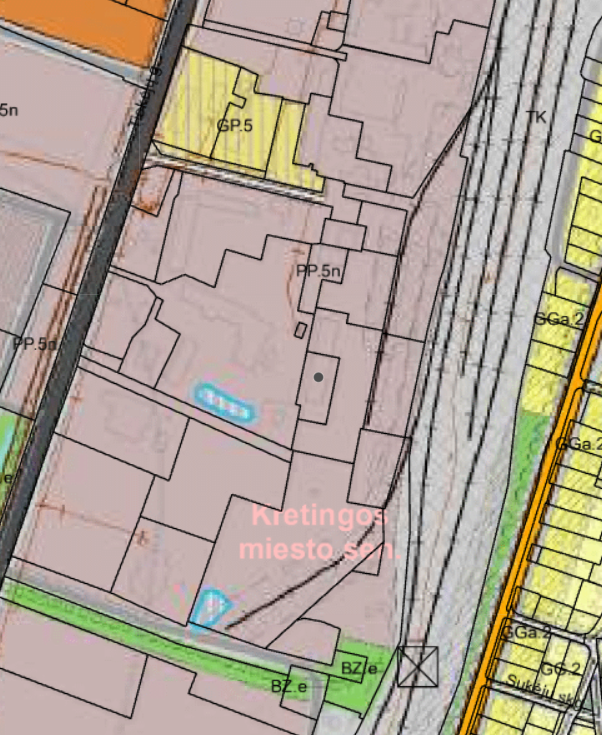 5n
TK
GP.5
G
PP.5n
GGa.2
PP.5n
GGa.2
e
Kretingos
miesto sen.
GGa.2
BZ.e
GG.2
BZ.e